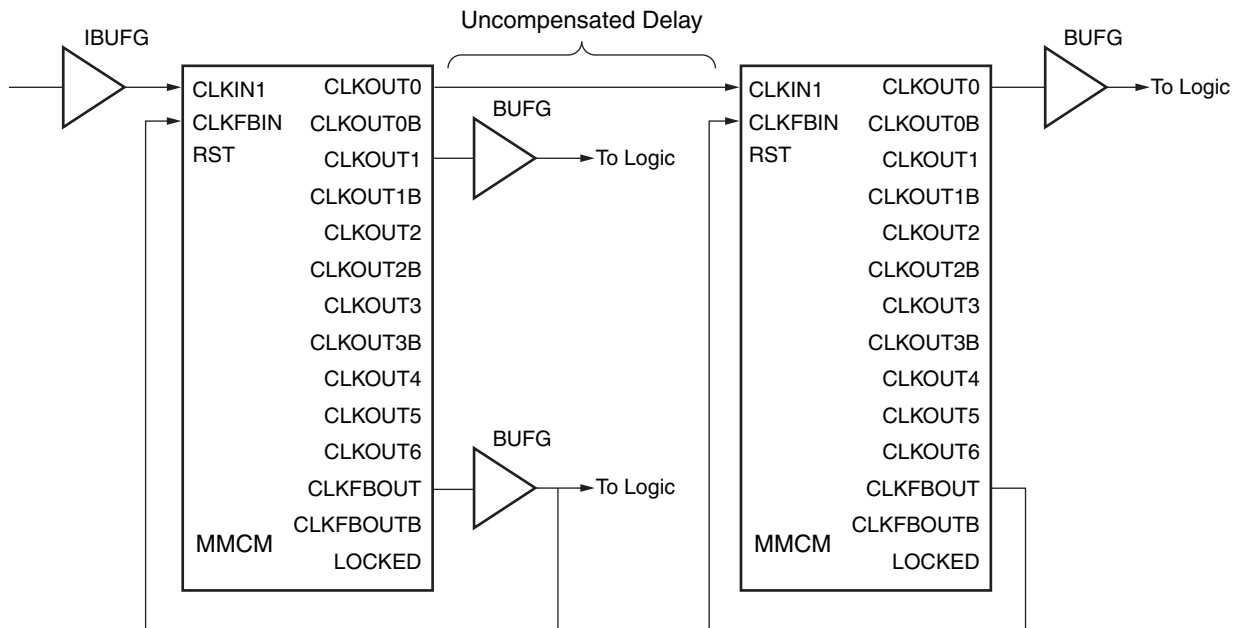 Uncompensated Delay
IBUFG
BUFG
CLKIN1
CLKFBIN
RST
CLKOUT0
CLKOUT0B
CLKOUT1
CLKOUT1B
CLKOUT2
CLKOUT2B
CLKOUT3
CLKOUT3B
CLKOUT4
CLKOUT5
CLKOUT6
CLKFBOUT
CLKFBOUTB
LOCKED
MMCM
BUFG
To Logic
BUFG
To Logic
CLKIN1
CLKFBIN
RST
CLKOUT0
CLKOUT0B
CLKOUT1
CLKOUT1B
CLKOUT2
CLKOUT2B
CLKOUT3
CLKOUT3B
CLKOUT4
CLKOUT5
CLKOUT6
CLKFBOUT
CLKFBOUTB
LOCKED
MMCM
To Logic